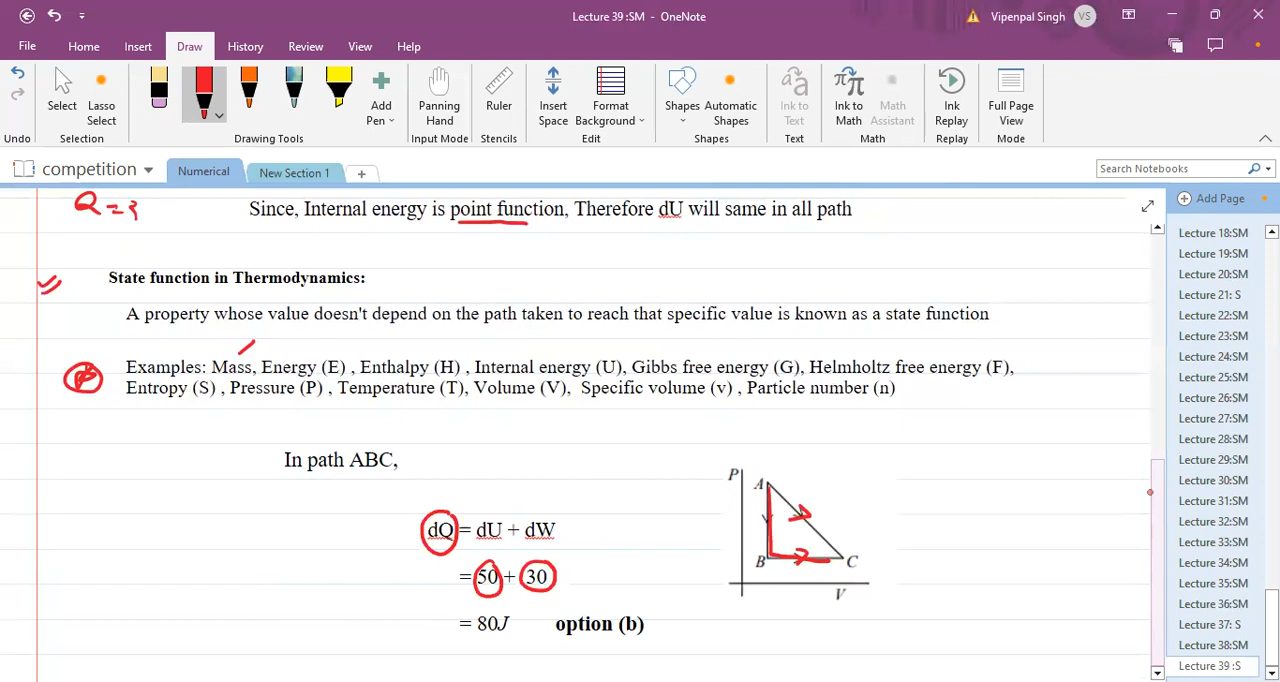 Lecture 39 :SM - OneNote
Vipenpal Singh VS
File Home Insert Draw History Review View Help
Select Lasso Select Add Pen Panning Hand Ruler Insert Space Format Background Shapes Automatic Shapes Ink to Text Ink to Math Math Assistant Ink Replay Full Page View
Undo Selection Drawing Tools Input Mode Stencils Edit Shapes Text Math Replay Mode
competition Numerical New Section 1 Search Notebooks
Add Page
Q =
Since, Internal energy is point function, Therefore dU will same in all path
State function in Thermodynamics:
A property whose value doesn't depend on the path taken to reach that specific value is known as a state function
Examples: Mass, Energy (E) , Enthalpy (H) , Internal energy (U), Gibbs free energy (G), Helmholtz free energy (F),
Entropy (S) , Pressure (P) , Temperature (T), Volume (V), Specific volume (v) , Particle number (n)
In path ABC,
dQ = dU + dW
= 50 + 30
= 80J option (b)
P
A
B C
V
Lecture 18:SM
Lecture 19:SM
Lecture 20:SM
Lecture 21: S
Lecture 22:SM
Lecture 23:SM
Lecture 24:SM
Lecture 25:SM
Lecture 26:SM
Lecture 27:SM
Lecture 28:SM
Lecture 29:SM
Lecture 30:SM
Lecture 31:SM
Lecture 32:SM
Lecture 33:SM
Lecture 34:SM
Lecture 35:SM
Lecture 36:SM
Lecture 37: S
Lecture 38:SM
Lecture 39 :S